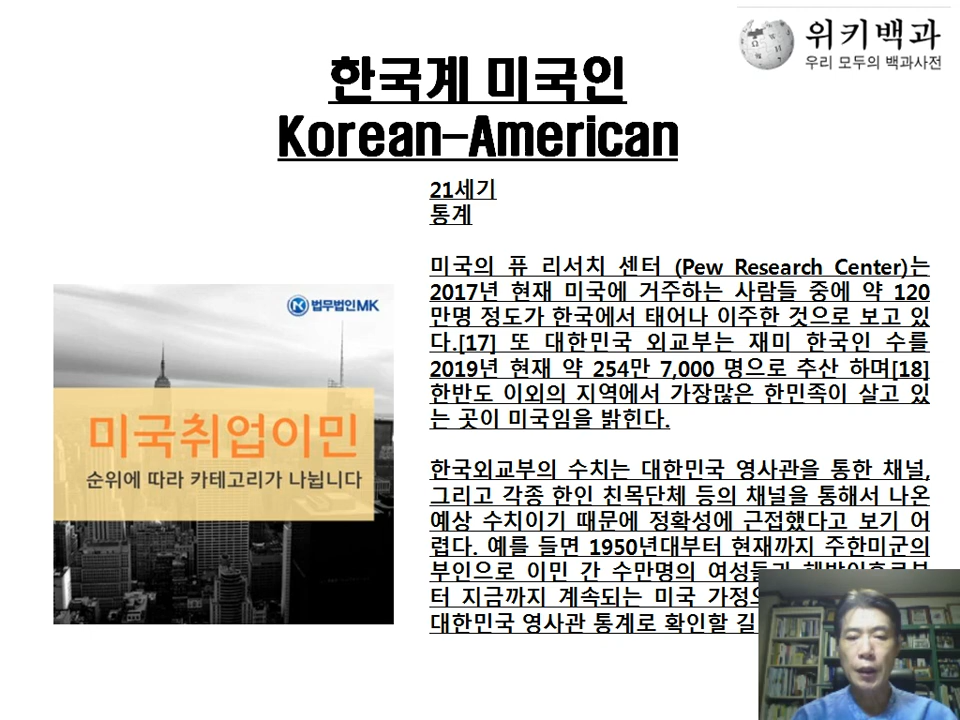 위키백과
우리 모두의 백과사전
한국계 미국인
Korean-American
21세기
통계
미국의 퓨 리서치 센터 (Pew Research Center)는
2017년 현재 미국에 거주하는 사람들 중에 약 120
만명 정도가 한국에서 태어나 이주한 것으로 보고 있
다.[17] 또 대한민국 외교부는 재미 한국인 수를
2019년 현재 약 254만 7,000 명으로 추산 하며[18]
한반도 이외의 지역에서 가장많은 한민족이 살고 있
는 곳이 미국임을 밝힌다.
한국외교부의 수치는 대한민국 영사관을 통한 채널,
그리고 각종 한인 친목단체 등의 채널을 통해서 나온
예상 수치이기 때문에 정확성에 근접했다고 보기 어
렵다. 예를 들면 1950년대부터 현재까지 주한미군의
부인으로 이민 간 수만명의 여성들과
터 지금까지 계속되는 미국 가정으
대한민국 영사관 통계로 확인할 길
법무법인MK
미국취업이민
순위에 따라 카테고리가 나뉩니다